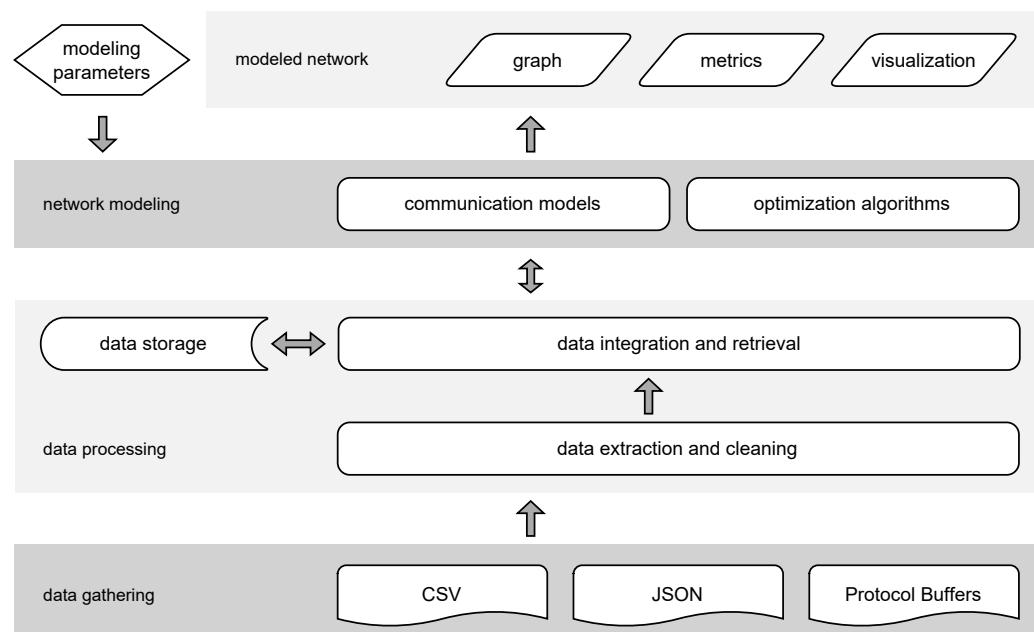 modeling
parameters
modeled network
graph
metrics
visualization
network modeling
communication models
optimization algorithms
data storage
data integration and retrieval
data processing
data extraction and cleaning
data gathering
CSV
JSON
Protocol Buffers